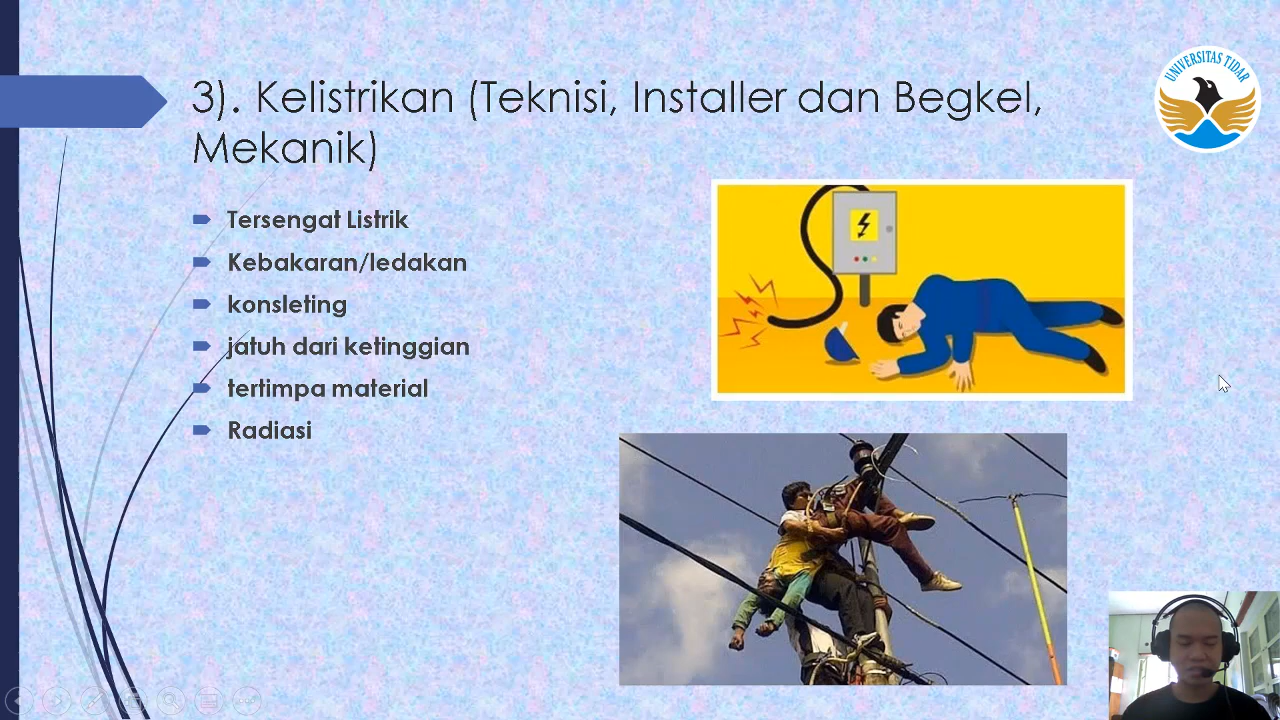 3). Kelistrikan (Teknisi, Installer dan Begkel,
Mekanik)
UNIVERSITAS TIDAR
Tersengat Listrik
Kebakaran/ledakan
konsleting
jatuh dari ketinggian
tertimpa material
Radiasi